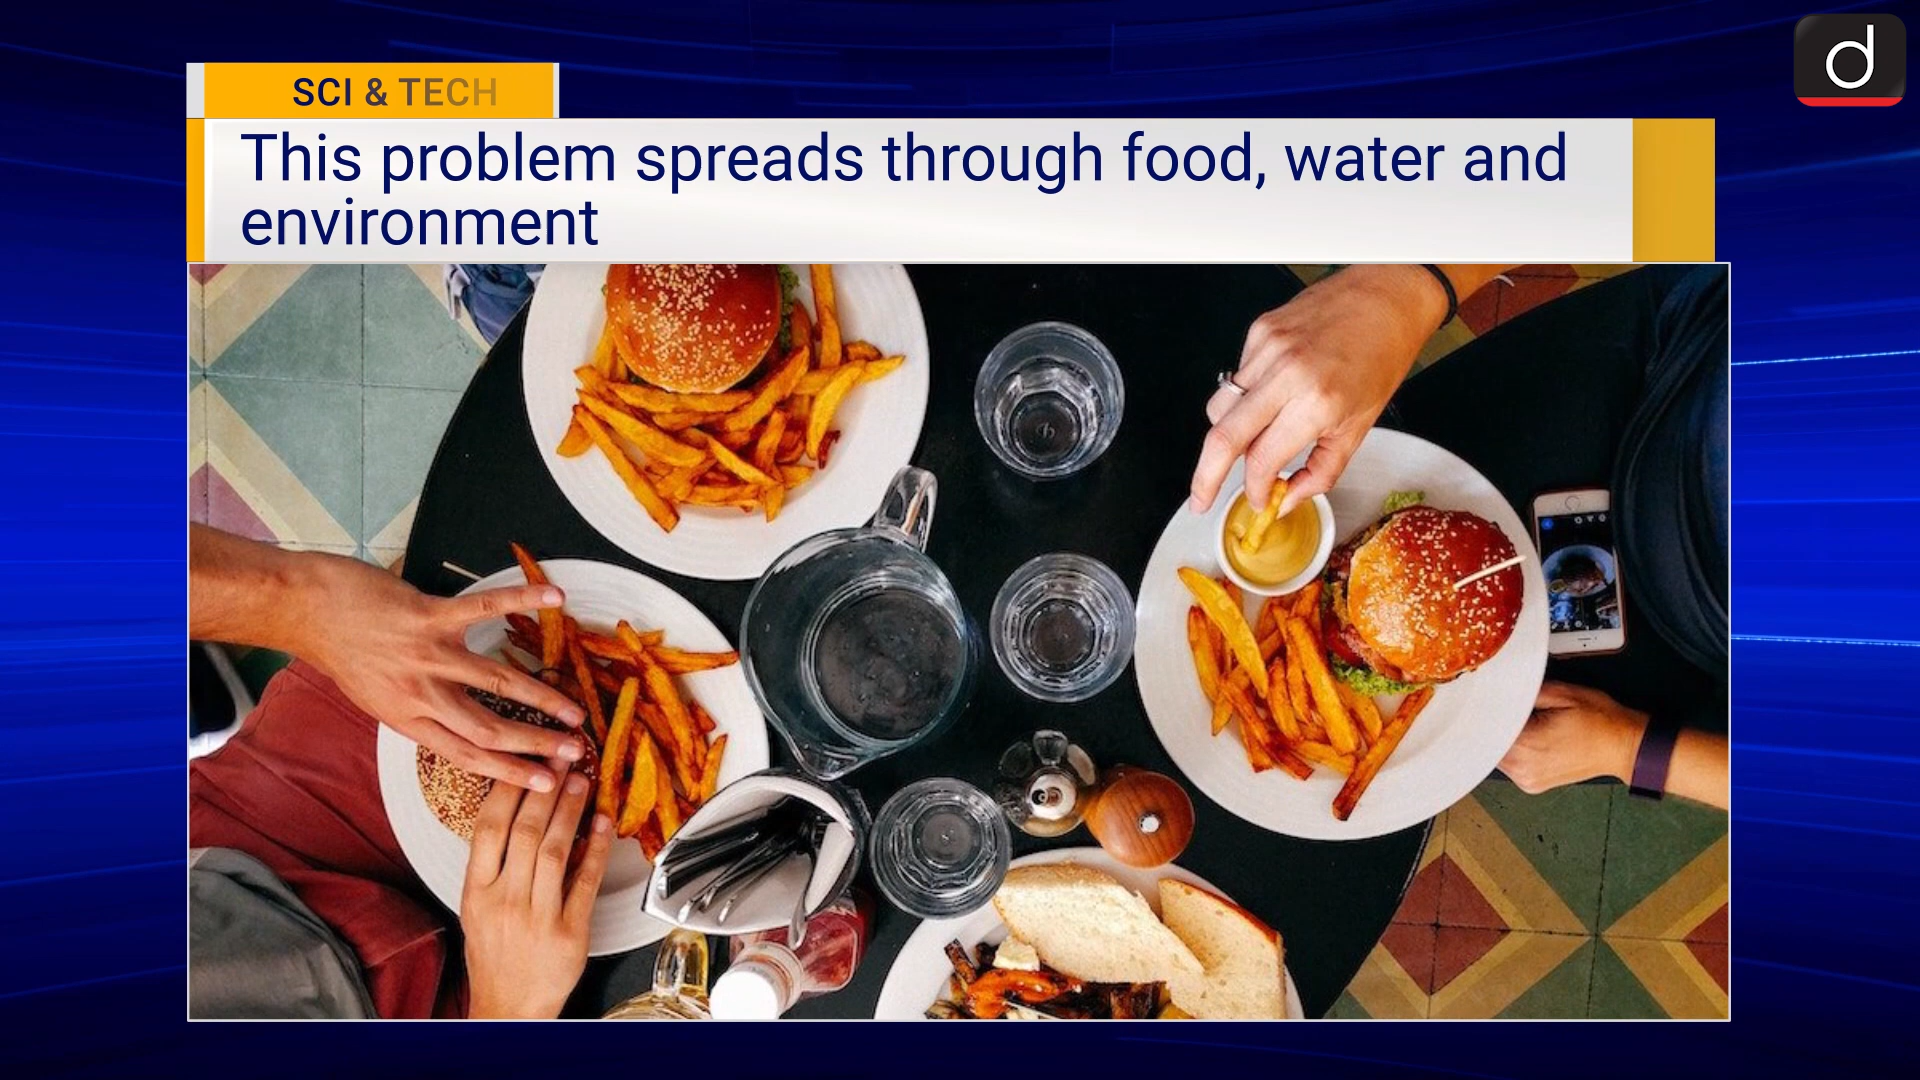 SCI & TECH
This problem spreads through food, water and
environment
d